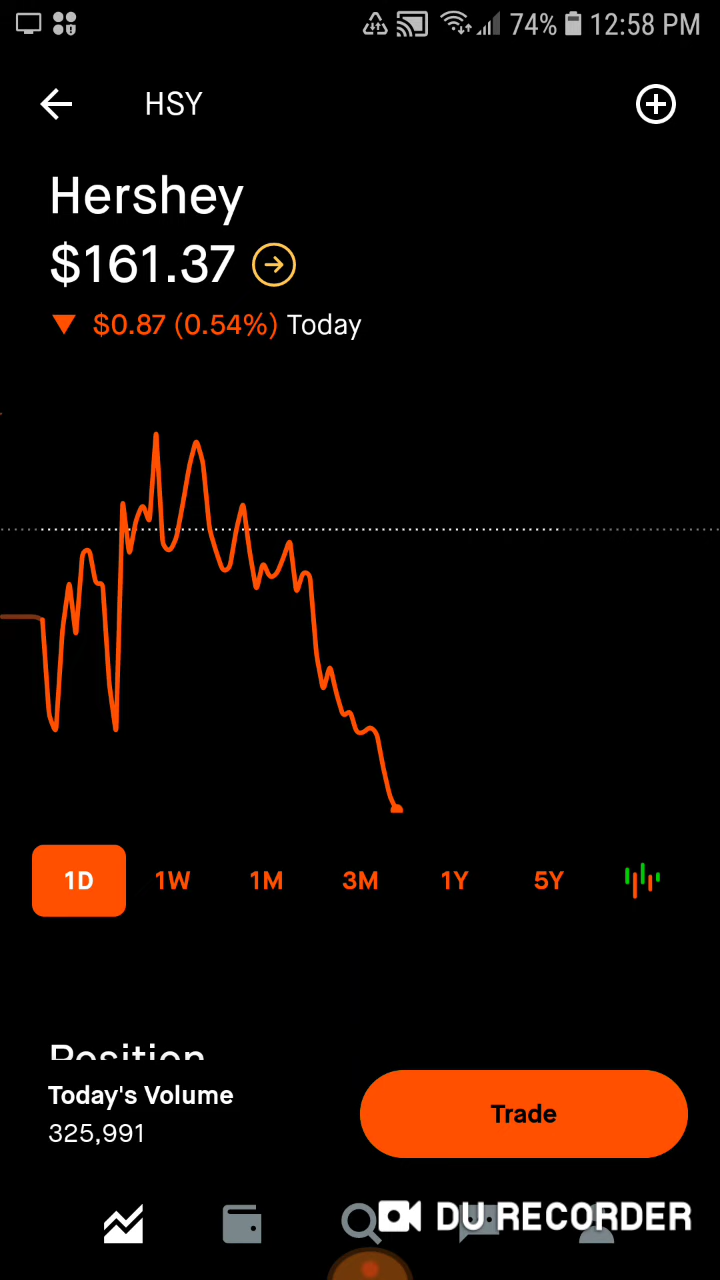 74% 12:58 PM
HSY
Hershey
$161.37
$0.87 (0.54%) Today
1D 1W 1M 3M 1Y 5Y
Position
Today's Volume
325,991
Trade
DU RECORDER